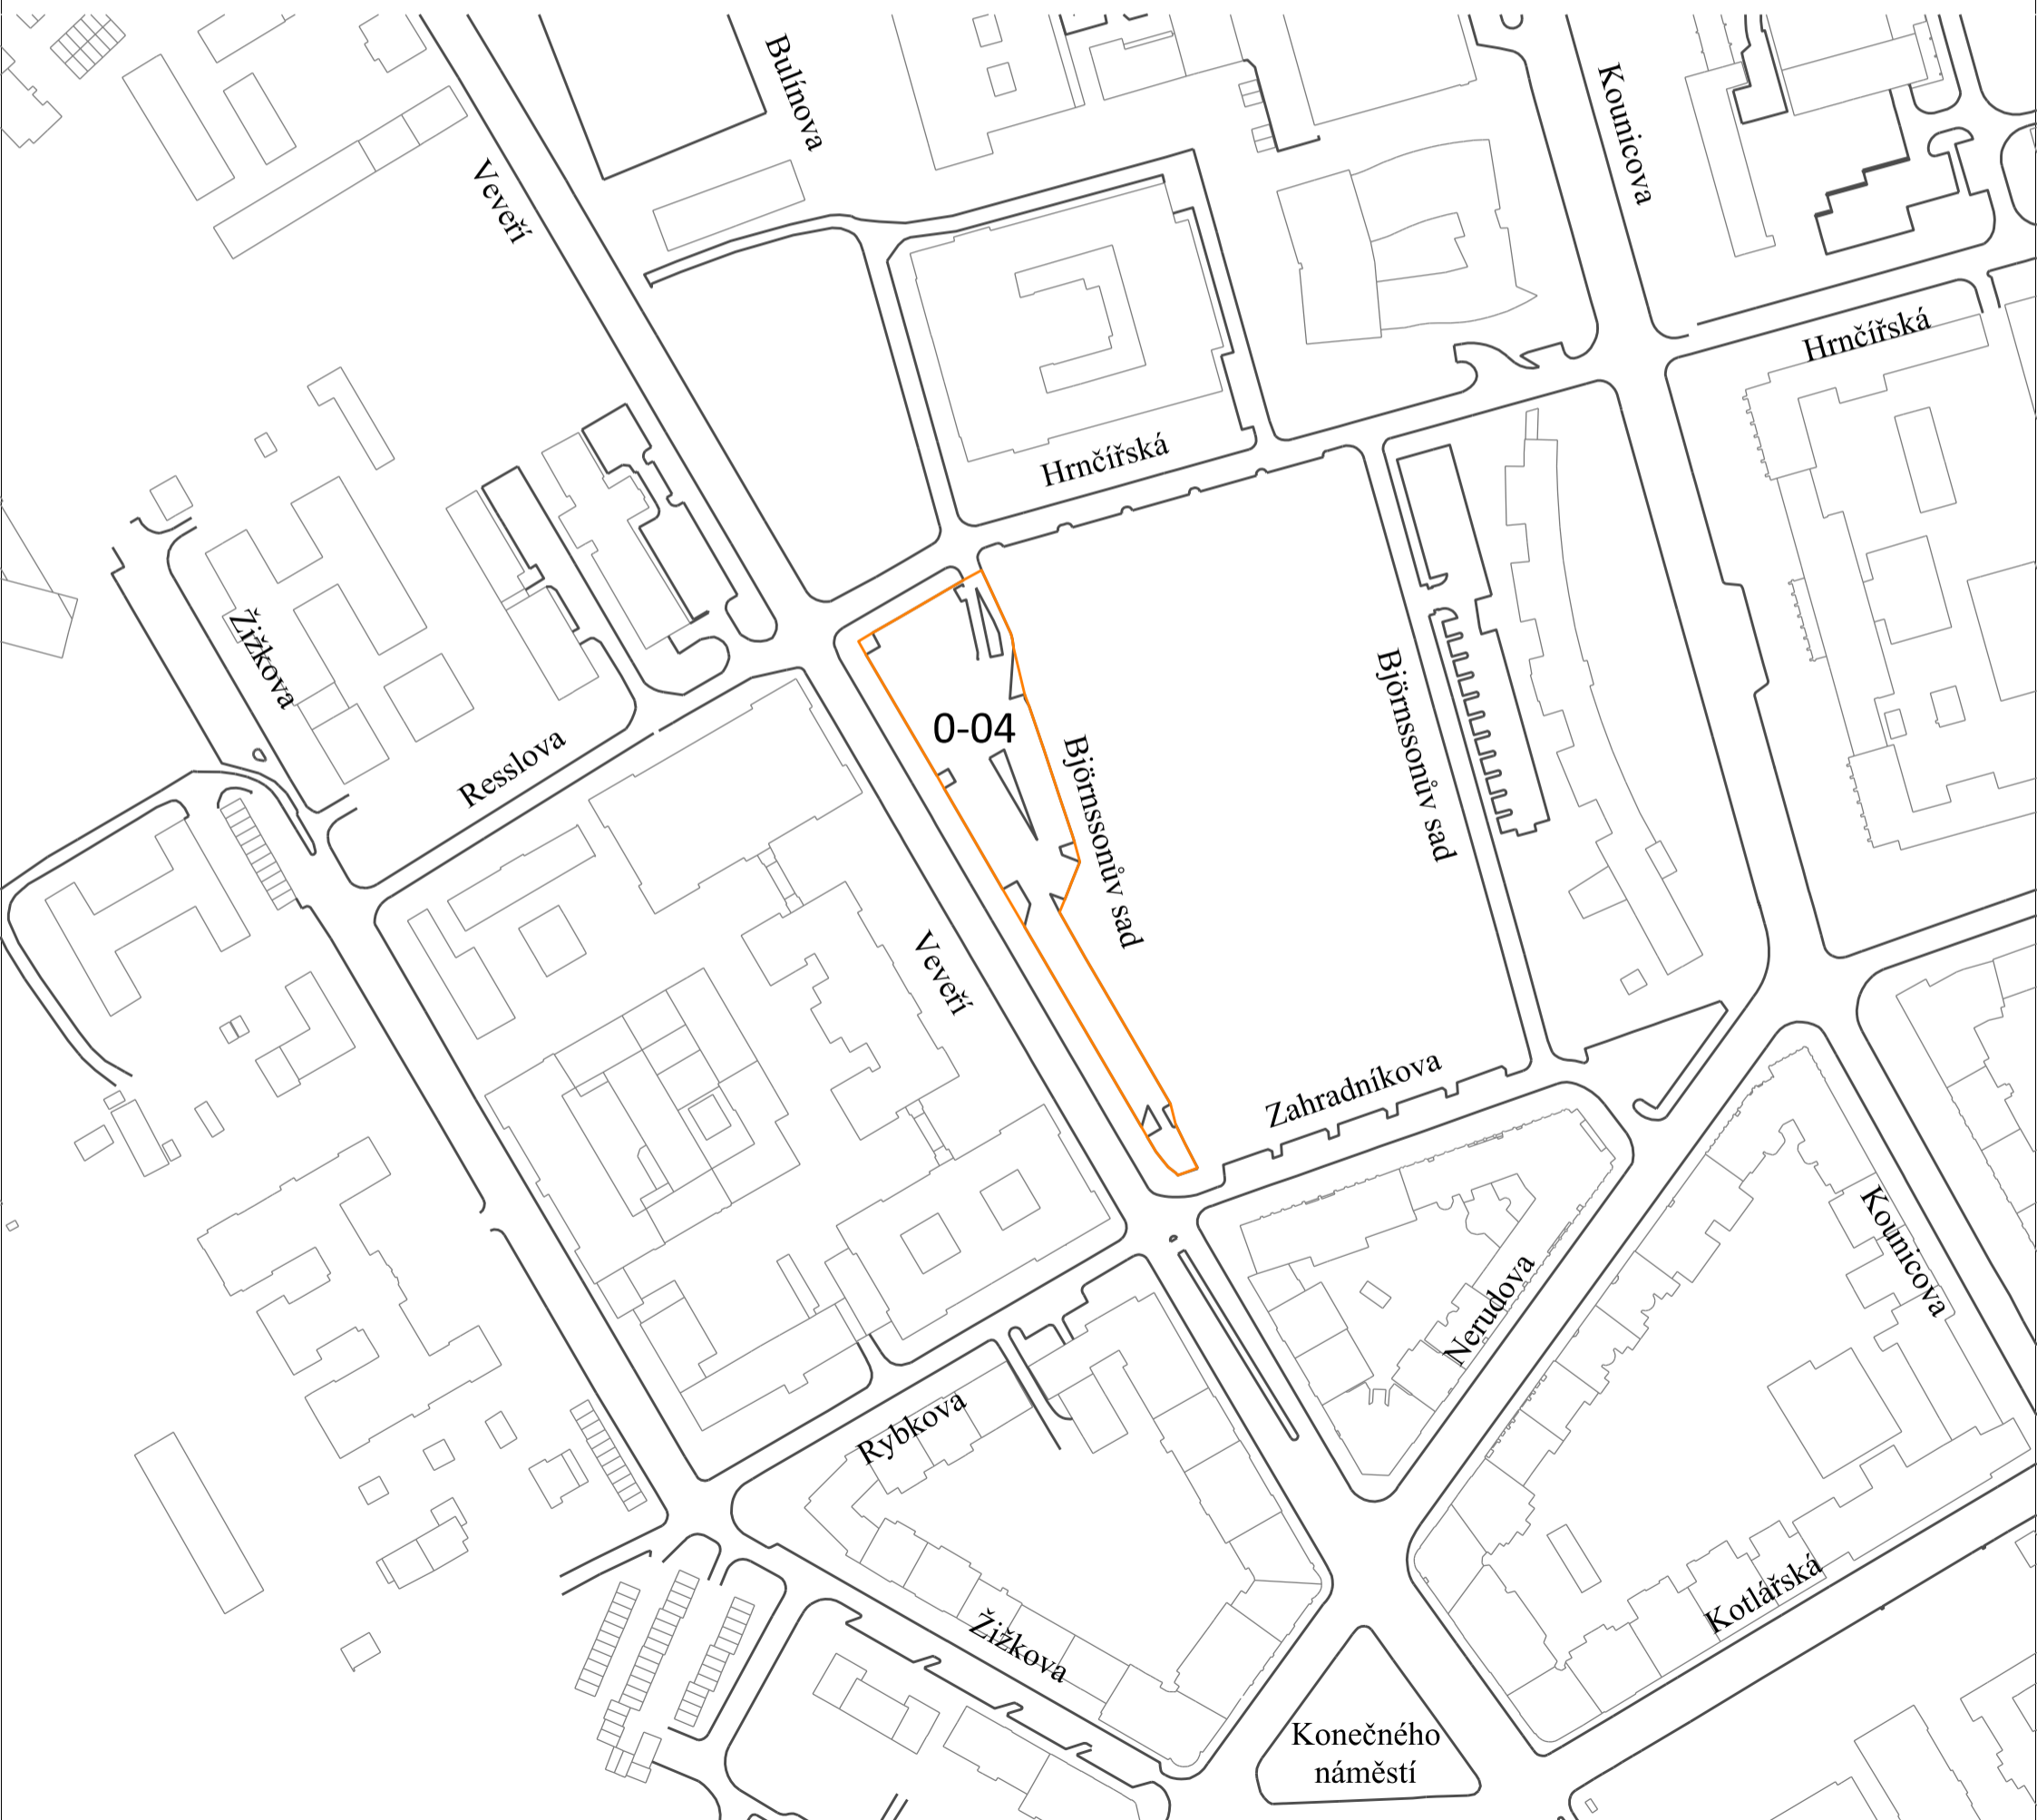 Bulínova
Kounicova
Veveří
Hrnčířská
Hrnčířská
Žižkova
Björnssonův sad
0-04
Resslova
Björnssonův sad
Veveří
Zahradníkova
Kounicova
Nerudova
Rybkova
Kotlářská
Žižkova
Konečného
náměstí